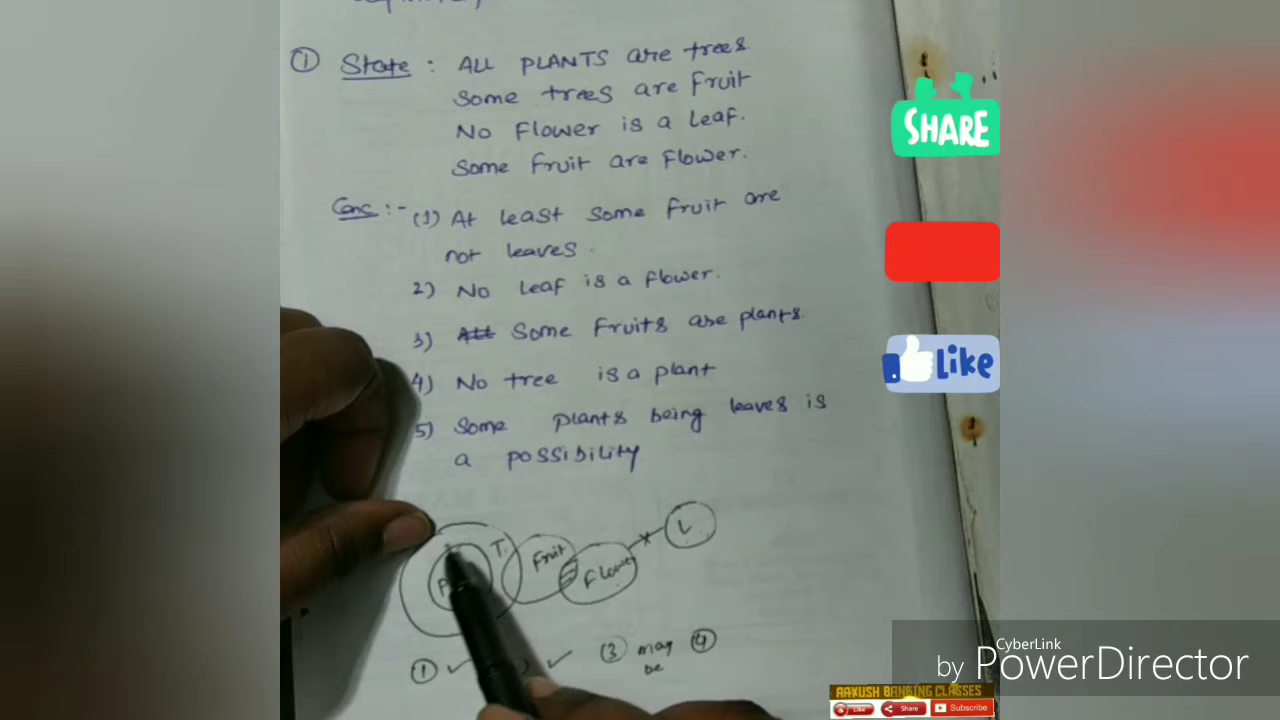 ① State : ALL PLANTS are trees.
Some trees are fruit
No Flower is a Leaf.
Some fruit are flower.
Conc :- (1) At least some fruit are
not leaves.
2) No leaf is a flower.
3) All Some Fruits are plants.
4) No tree is a plant
5) Some plants being leaves is
a possibility
P T. Fruit Flower L
① ✓ ✓ ③ may be ④
SHARE
Like
CyberLink
by PowerDirector
AAKUSH BANKING CLASSES
Like Share Subscribe